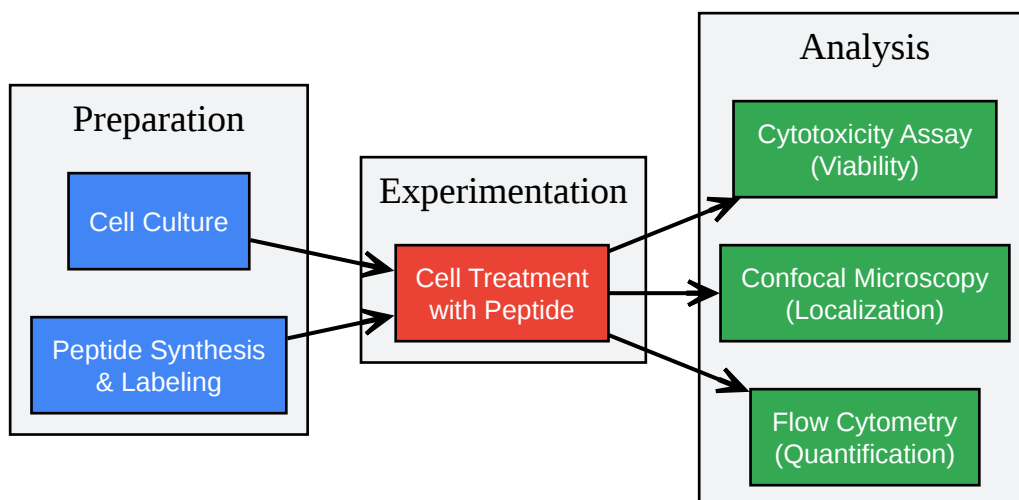 Preparation
Cell Culture
Peptide Synthesis
& Labeling
Experimentation
Cell Treatment
with Peptide
Analysis
Cytotoxicity Assay
(Viability)
Confocal Microscopy
(Localization)
Flow Cytometry
(Quantification)